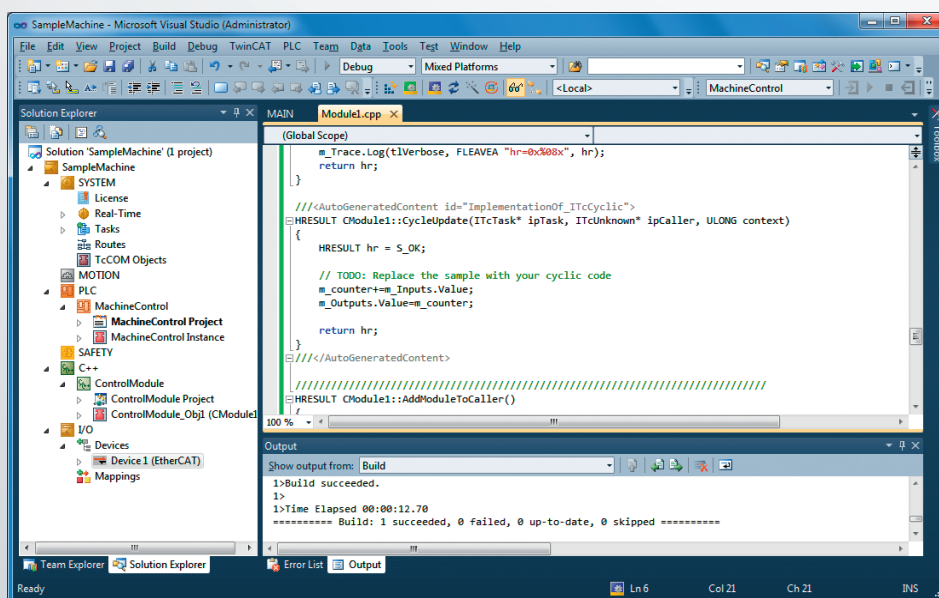 SampleMachine - Microsoft Visual Studio (Administrator)
File Edit View Project Build Debug TwinCAT PLC Team Data Tools Test Window Help
Debug Mixed Platforms
<Local> MachineControl
Solution Explorer
MAIN Module1.cpp
(Global Scope)
Toolbox
Solution 'SampleMachine' (1 project)
SampleMachine
SYSTEM
License
Real-Time
Tasks
Routes
TcCOM Objects
MOTION
PLC
MachineControl
MachineControl Project
MachineControl Instance
SAFETY
C++
ControlModule
ControlModule Project
ControlModule_Obj1 (CModule1
I/O
Devices
Device 1 (EtherCAT)
Mappings
m_Trace.Log(tlVerbose, FLEAVEA "hr=0x%08x", hr);
return hr;
}
///<AutoGeneratedContent id="ImplementationOf_ITcCyclic">
HRESULT CModule1::CycleUpdate(ITcTask* ipTask, ITcUnknown* ipCaller, ULONG context)
{
HRESULT hr = S_OK;
// TODO: Replace the sample with your cyclic code
m_counter+=m_Inputs.Value;
m_Outputs.Value=m_counter;
return hr;
}
///</AutoGeneratedContent>
///////////////////////////////////////////////////////////////////////////////
HRESULT CModule1::AddModuleToCaller()
{
100 %
Output
Show output from: Build
1>Build succeeded.
1>
1>Time Elapsed 00:00:12.70
========== Build: 1 succeeded, 0 failed, 0 up-to-date, 0 skipped ==========
Team Explorer Solution Explorer
Error List Output
Ready Ln 6 Col 21 Ch 21 INS